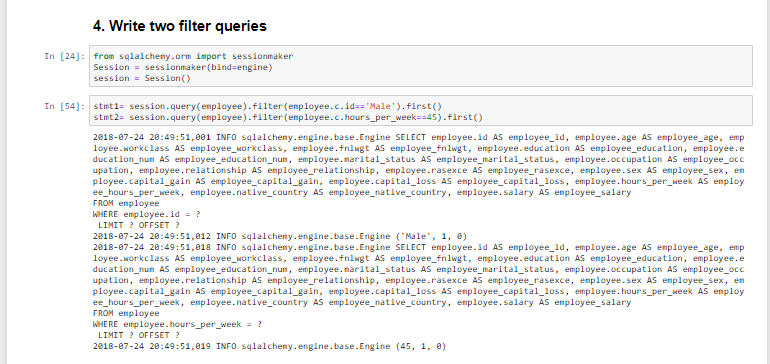 4. Write two filter queries
In [24]: from sqlalchemy.orm import sessionmaker
Session = sessionmaker(bind=engine)
session = Session()
In [54]: stmt1= session.query(employee).filter(employee.c.id=='Male').first()
stmt2= session.query(employee).filter(employee.c.hours_per_week==45).first()
2018-07-24 20:49:51,001 INFO sqlalchemy.engine.base.Engine SELECT employee.id AS employee_id, employee.age AS employee_age, emp
loyee.workclass AS employee_workclass, employee.fnlwgt AS employee_fnlwgt, employee.education AS employee_education, employee.e
ducation_num AS employee_education_num, employee.marital_status AS employee_marital_status, employee.occupation AS employee_occ
upation, employee.relationship AS employee_relationship, employee.rasexce AS employee_rasexce, employee.sex AS employee_sex, em
ployee.capital_gain AS employee_capital_gain, employee.capital_loss AS employee_capital_loss, employee.hours_per_week AS employ
ee_hours_per_week, employee.native_country AS employee_native_country, employee.salary AS employee_salary
FROM employee
WHERE employee.id = ?
LIMIT ? OFFSET ?
2018-07-24 20:49:51,012 INFO sqlalchemy.engine.base.Engine ('Male', 1, 0)
2018-07-24 20:49:51,018 INFO sqlalchemy.engine.base.Engine SELECT employee.id AS employee_id, employee.age AS employee_age, emp
loyee.workclass AS employee_workclass, employee.fnlwgt AS employee_fnlwgt, employee.education AS employee_education, employee.e
ducation_num AS employee_education_num, employee.marital_status AS employee_marital_status, employee.occupation AS employee_occ
upation, employee.relationship AS employee_relationship, employee.rasexce AS employee_rasexce, employee.sex AS employee_sex, em
ployee.capital_gain AS employee_capital_gain, employee.capital_loss AS employee_capital_loss, employee.hours_per_week AS employ
ee_hours_per_week, employee.native_country AS employee_native_country, employee.salary AS employee_salary
FROM employee
WHERE employee.hours_per_week = ?
LIMIT ? OFFSET ?
2018-07-24 20:49:51,019 INFO sqlalchemy.engine.base.Engine (45, 1, 0)